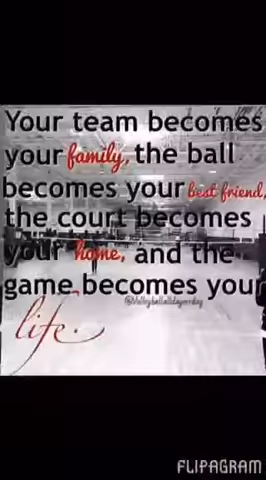 Your team becomes
your family, the ball
becomes your best friend,
the court becomes
your home, and the
game becomes your
life.
FLIPAGRAM